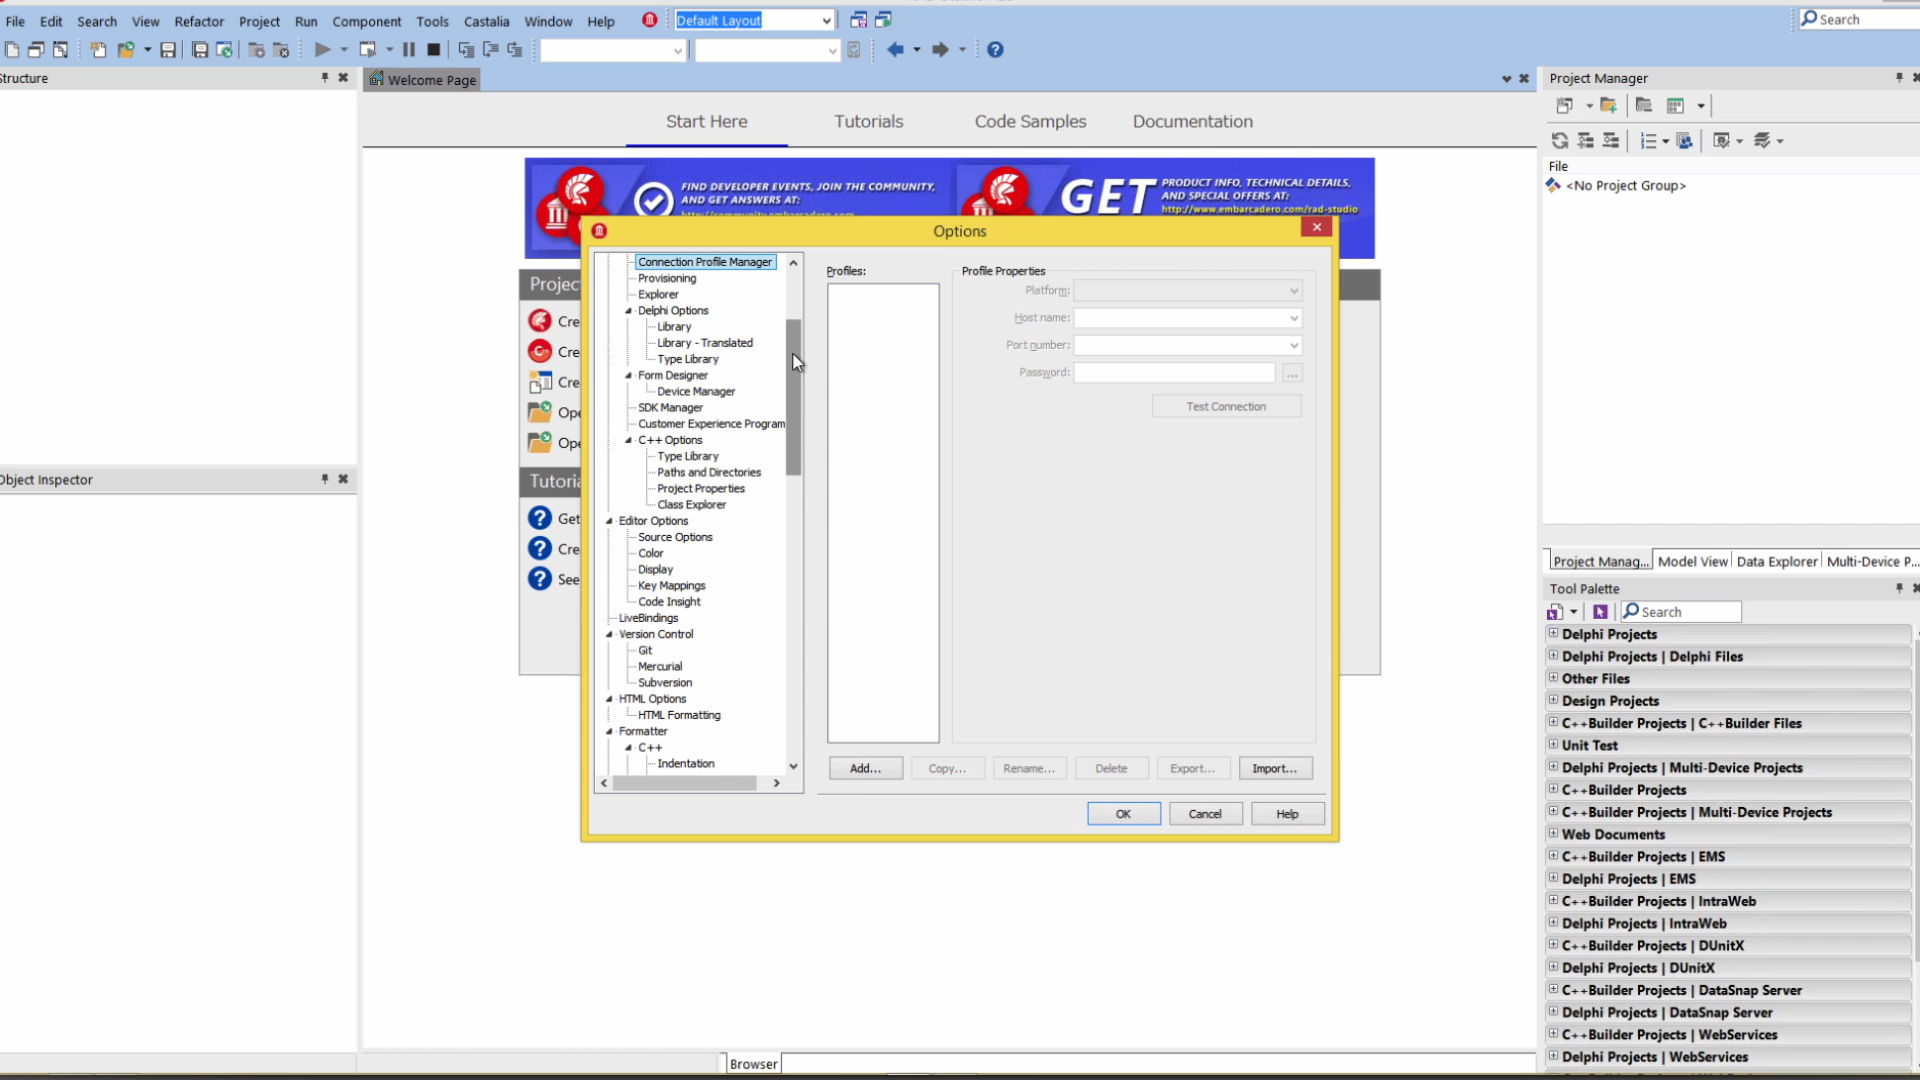 File Edit Search View Refactor Project Run Component Tools Castalia Window Help Default Layout Search
Structure
Welcome Page
Project Manager
Start Here Tutorials Code Samples Documentation
File
<No Project Group>
FIND DEVELOPER EVENTS, JOIN THE COMMUNITY,
AND GET ANSWERS AT:
GET
PRODUCT INFO, TECHNICAL DETAILS,
AND SPECIAL OFFERS AT:
http://www.embarcadero.com/rad-studio
Options
Projec
Cre
Cre
Cre
Ope
Ope
Tutoria
Get
Cre
See
Connection Profile Manager
Provisioning
Explorer
Delphi Options
Library
Library - Translated
Type Library
Form Designer
Device Manager
SDK Manager
Customer Experience Program
C++ Options
Type Library
Paths and Directories
Project Properties
Class Explorer
Editor Options
Source Options
Color
Display
Key Mappings
Code Insight
LiveBindings
Version Control
Git
Mercurial
Subversion
HTML Options
HTML Formatting
Formatter
C++
Indentation
Profiles:
Profile Properties
Platform:
Host name:
Port number:
Password:
...
Test Connection
Add... Copy... Rename... Delete Export... Import...
OK Cancel Help
Object Inspector
Project Manag... Model View Data Explorer Multi-Device P...
Tool Palette
Search
Delphi Projects
Delphi Projects | Delphi Files
Other Files
Design Projects
C++Builder Projects | C++Builder Files
Unit Test
Delphi Projects | Multi-Device Projects
C++Builder Projects
C++Builder Projects | Multi-Device Projects
Web Documents
C++Builder Projects | EMS
Delphi Projects | EMS
C++Builder Projects | IntraWeb
Delphi Projects | IntraWeb
C++Builder Projects | DUnitX
Delphi Projects | DUnitX
C++Builder Projects | DataSnap Server
Delphi Projects | DataSnap Server
C++Builder Projects | WebServices
Delphi Projects | WebServices
Browser